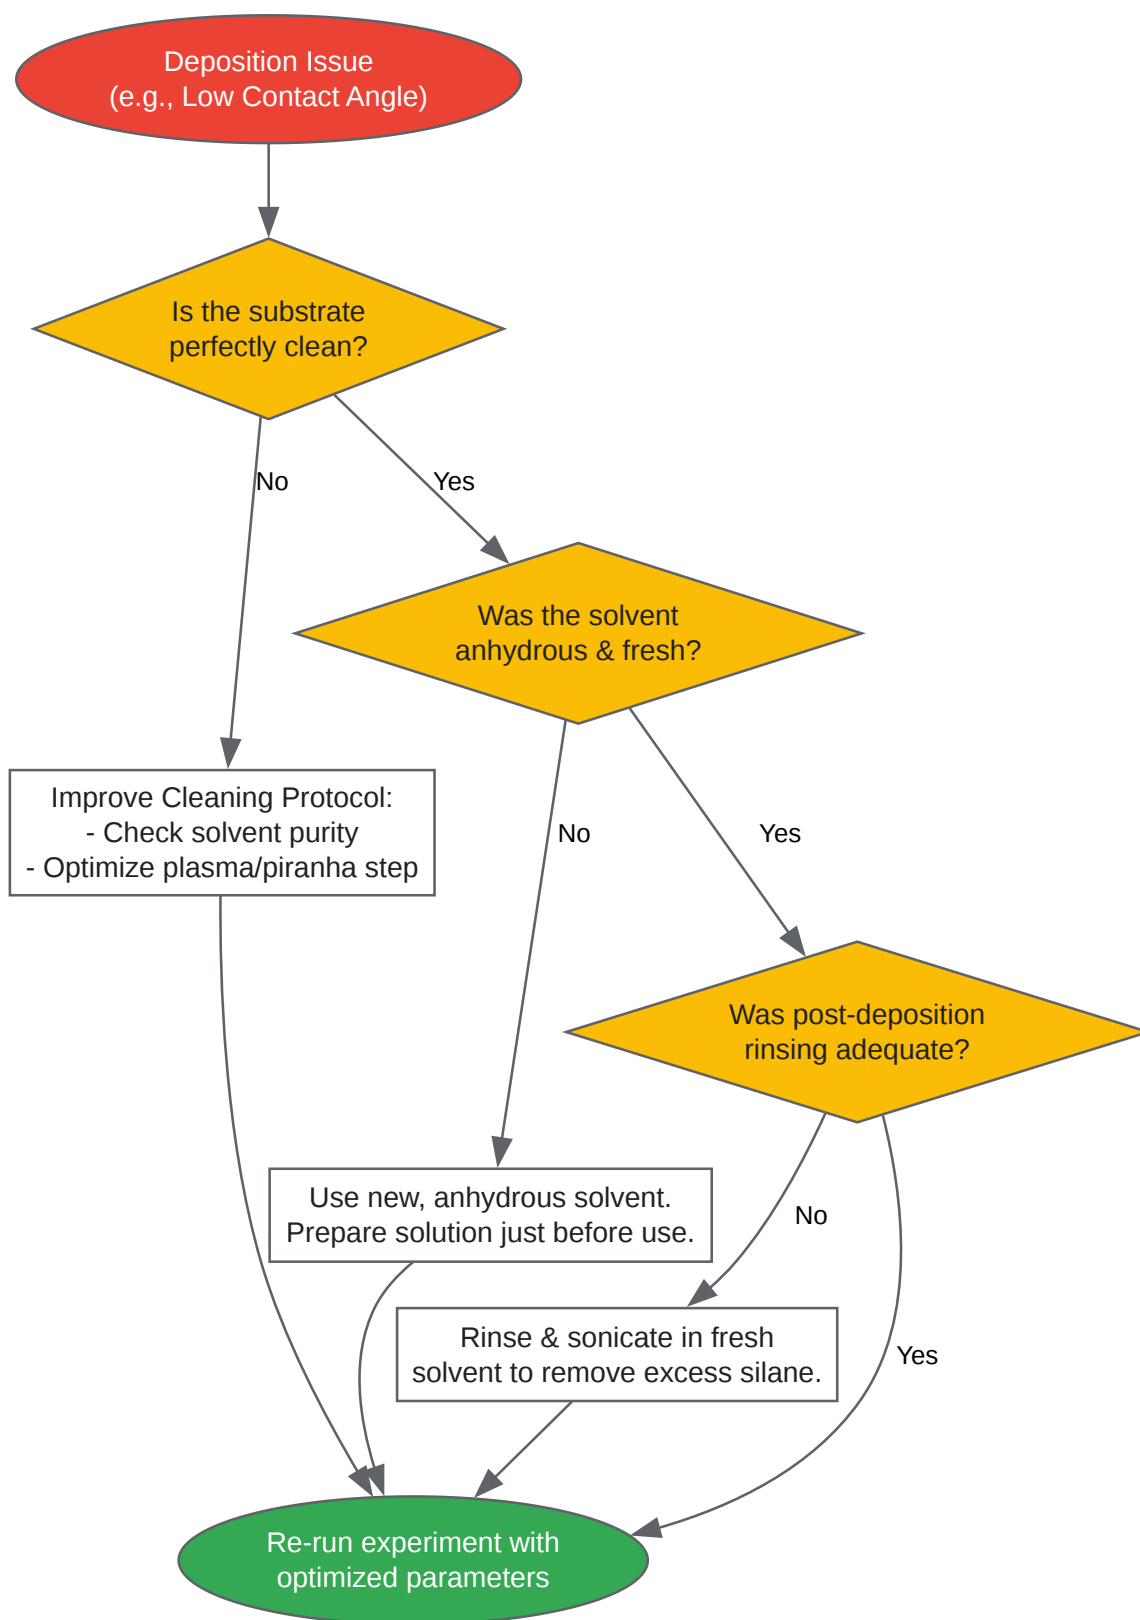 Deposition Issue
(e.g., Low Contact Angle)
Is the substrate
perfectly clean?
No
Yes
Was the solvent
anhydrous & fresh?
Improve Cleaning Protocol:
- Check solvent purity
- Optimize plasma/piranha step
No
Yes
Was post-deposition
rinsing adequate?
Use new, anhydrous solvent.
Prepare solution just before use.
No
Rinse & sonicate in fresh
solvent to remove excess silane.
Yes
Re-run experiment with
optimized parameters